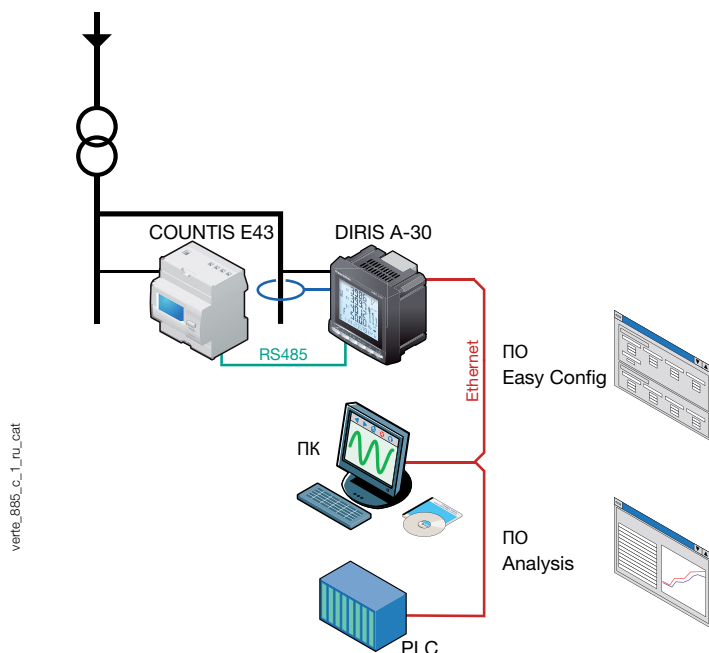 COUNTIS E43
DIRIS A-30
RS485
Ethernet
ПО
Easy Config
ПК
ПО
Analysis
PLC
verte_885_c_1_ru_cat